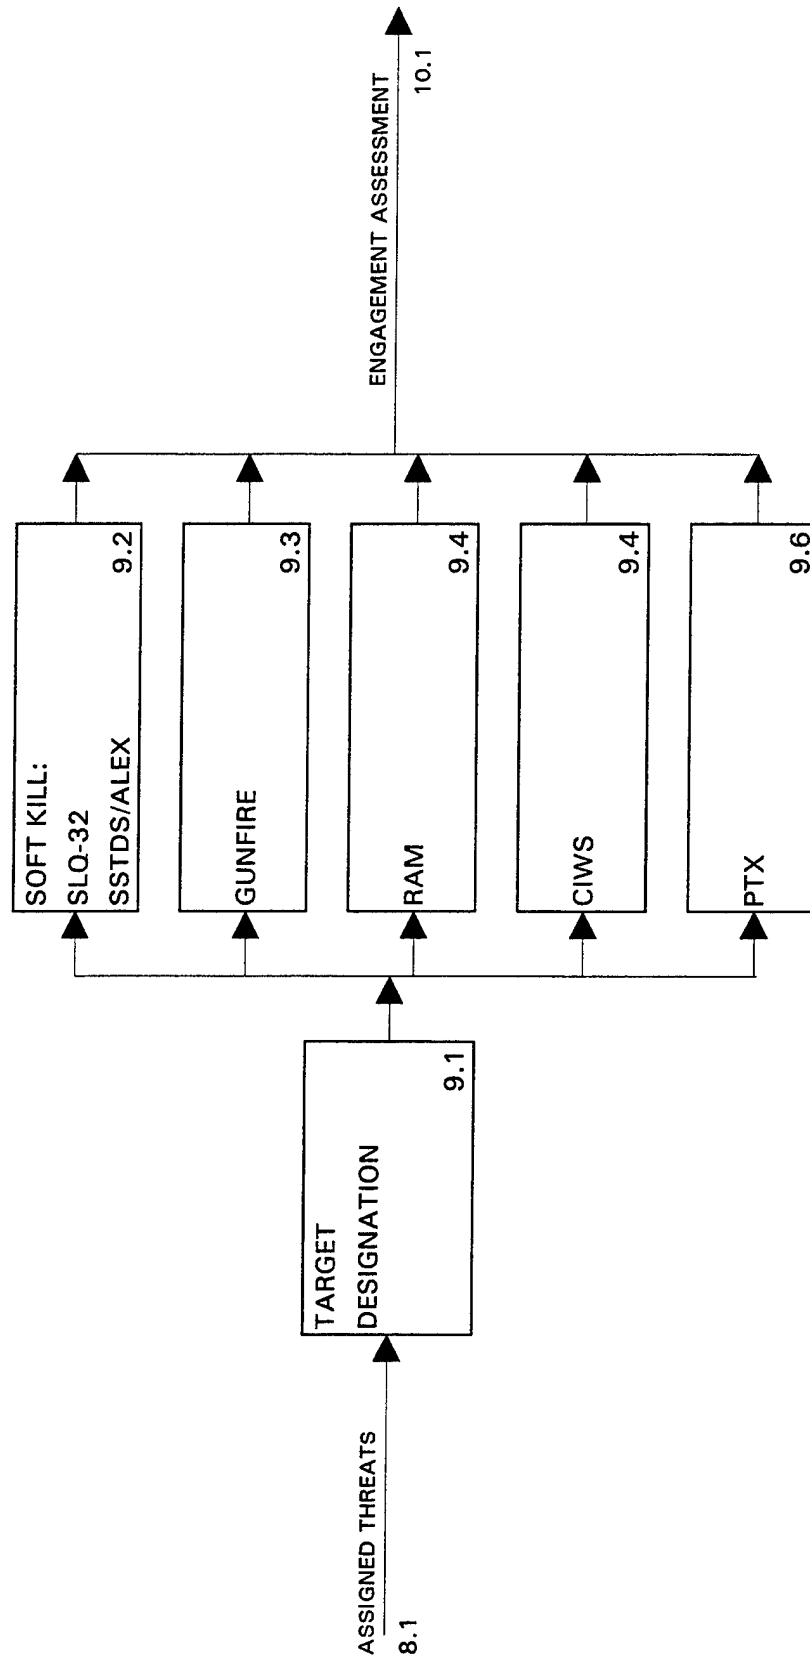 ASSIGNED THREATS
8.1
TARGET
DESIGNATION
9.1
SOFT KILL:
SLQ-32
SSTDS/ALEX
9.2
GUNFIRE
9.3
RAM
9.4
CIWS
9.4
PTX
9.6
ENGAGEMENT ASSESSMENT
10.1